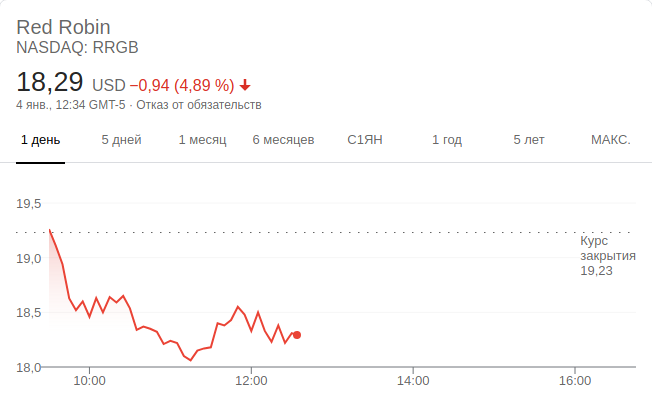 Red Robin
NASDAQ: RRGB
18,29 USD −0,94 (4,89 %)
4 янв., 12:34 GMT-5 · Отказ от обязательств
1 день 5 дней 1 месяц 6 месяцев С1ЯН 1 год 5 лет МАКС.
19,5
Курс
закрытия
19,23
19,0
18,5
18,0
10:00 12:00 14:00 16:00